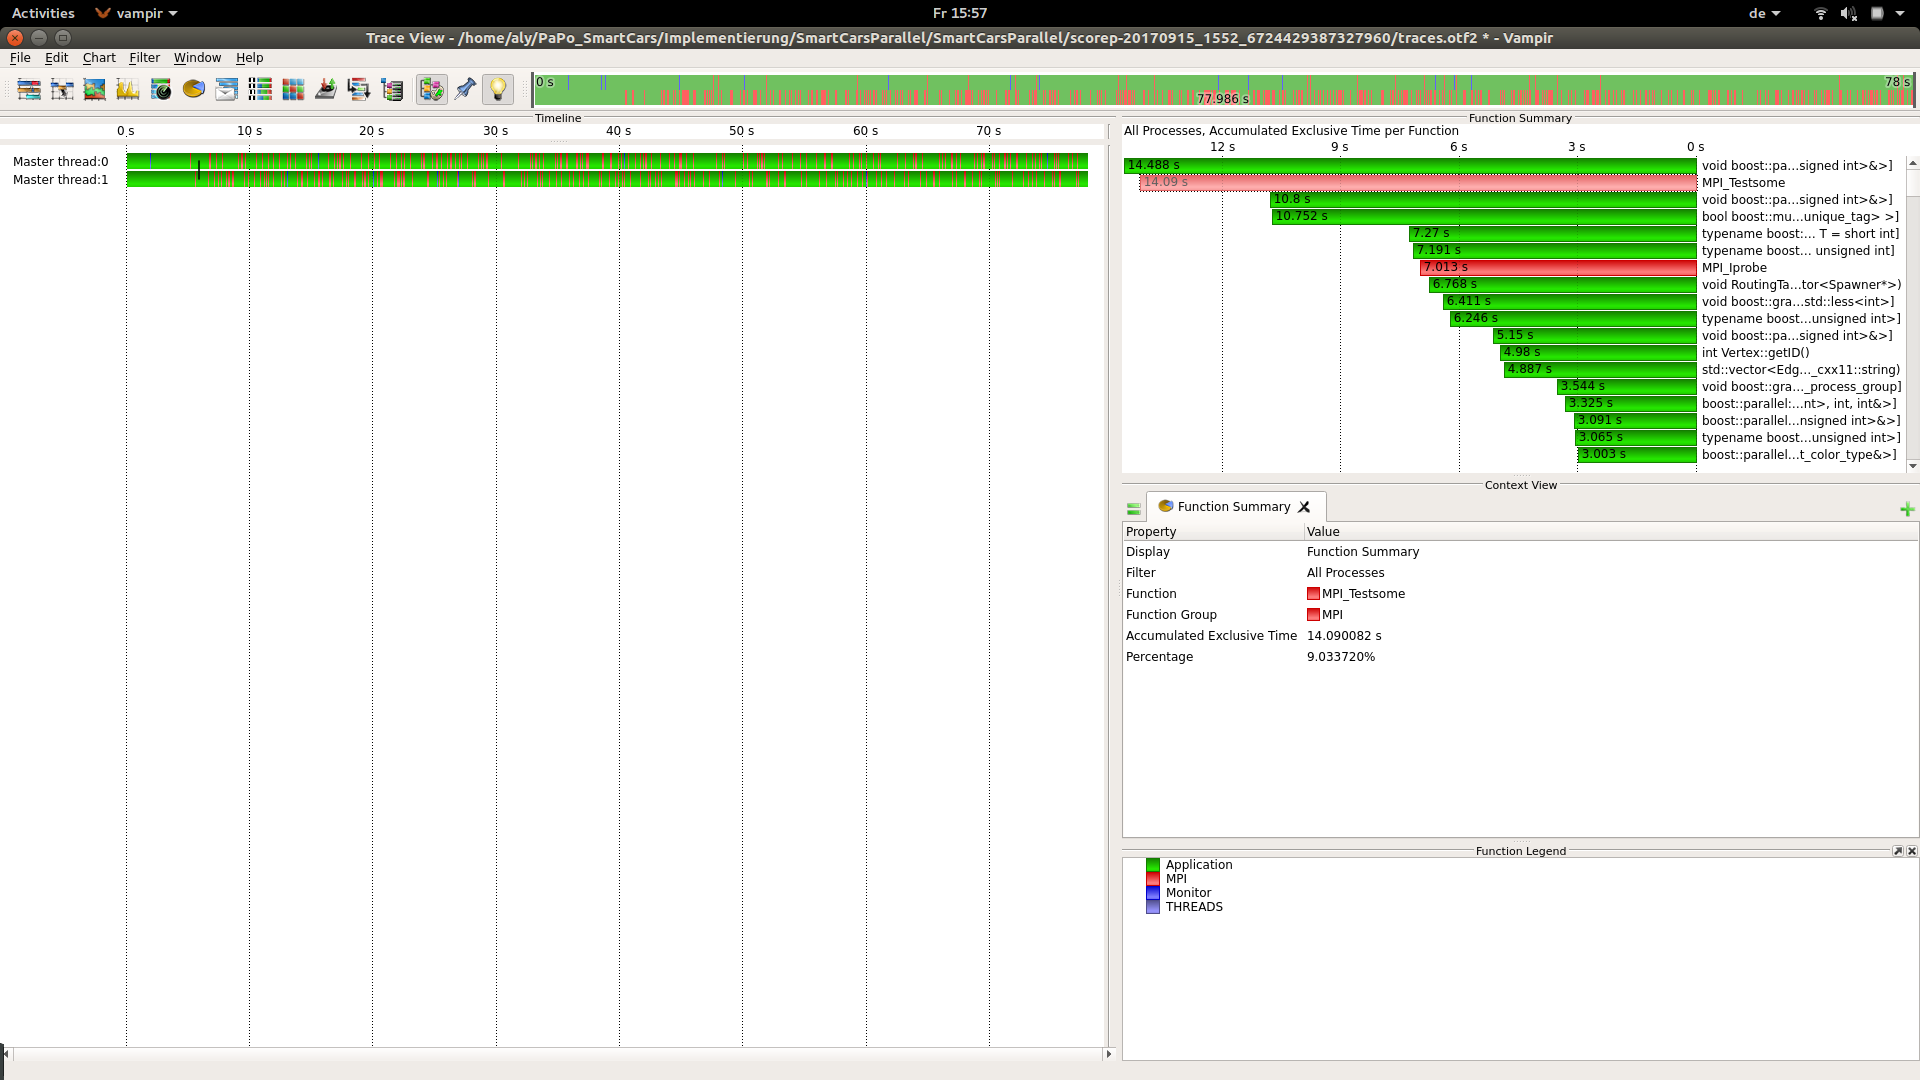 Activities vampir Fr 15:57 de
Trace View - /home/aly/PaPo_SmartCars/Implementierung/SmartCarsParallel/SmartCarsParallel/scorep-20170915_1552_6724429387327960/traces.otf2 * - Vampir
File Edit Chart Filter Window Help
0 s 78 s
77.986 s
Timeline
0 s 10 s 20 s 30 s 40 s 50 s 60 s 70 s
Master thread:0
Master thread:1
Function Summary
All Processes, Accumulated Exclusive Time per Function
12 s 9 s 6 s 3 s 0 s
14.488 s void boost::pa...signed int>&>]
14.09 s MPI_Testsome
10.8 s void boost::pa...signed int>&>]
10.752 s bool boost::mu...unique_tag> >]
7.27 s typename boost:... T = short int]
7.191 s typename boost... unsigned int]
7.013 s MPI_Iprobe
6.768 s void RoutingTa...tor<Spawner*>)
6.411 s void boost::gra...std::less<int>]
6.246 s typename boost...unsigned int>]
5.15 s void boost::pa...signed int>&>]
4.98 s int Vertex::getID()
4.887 s std::vector<Edg..._cxx11::string)
3.544 s void boost::gra..._process_group]
3.325 s boost::parallel:...nt>, int, int&>]
3.091 s boost::parallel...nsigned int>&>]
3.065 s typename boost...unsigned int>]
3.003 s boost::parallel...t_color_type&>]
Context View
Function Summary
Property Value
Display Function Summary
Filter All Processes
Function MPI_Testsome
Function Group MPI
Accumulated Exclusive Time 14.090082 s
Percentage 9.033720%
Function Legend
Application
MPI
Monitor
THREADS